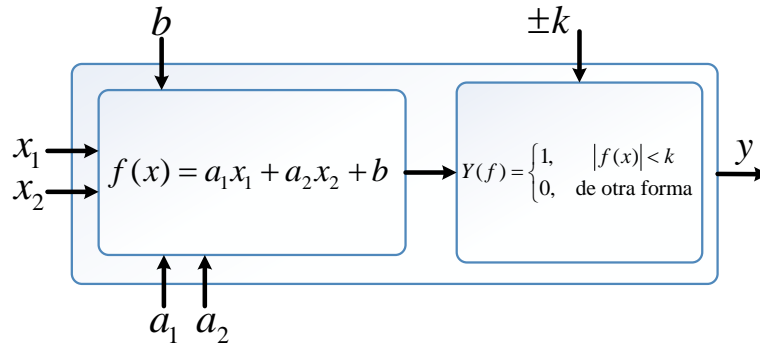 b
±k
x₁
x₂
f(x) = a₁x₁ + a₂x₂ + b
Y(f) = {1, |f(x)| < k
0, de otra forma
y
a₁ a₂